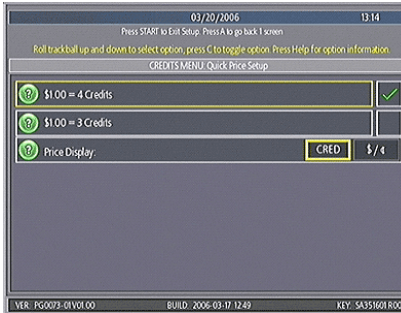 03/20/2006 13:14
Press START to Exit Setup. Press A to go back 1 screen
Roll trackball up and down to select option, press C to toggle option. Press Help for option information.
CREDITS MENU: Quick Price Setup
? $1.00 = 4 Credits
? $1.00 = 3 Credits
? Price Display: CRED $/¢
VER: PG0073-01V01.00 BUILD: 2006-03-17 12:49 KEY: SA351601R00